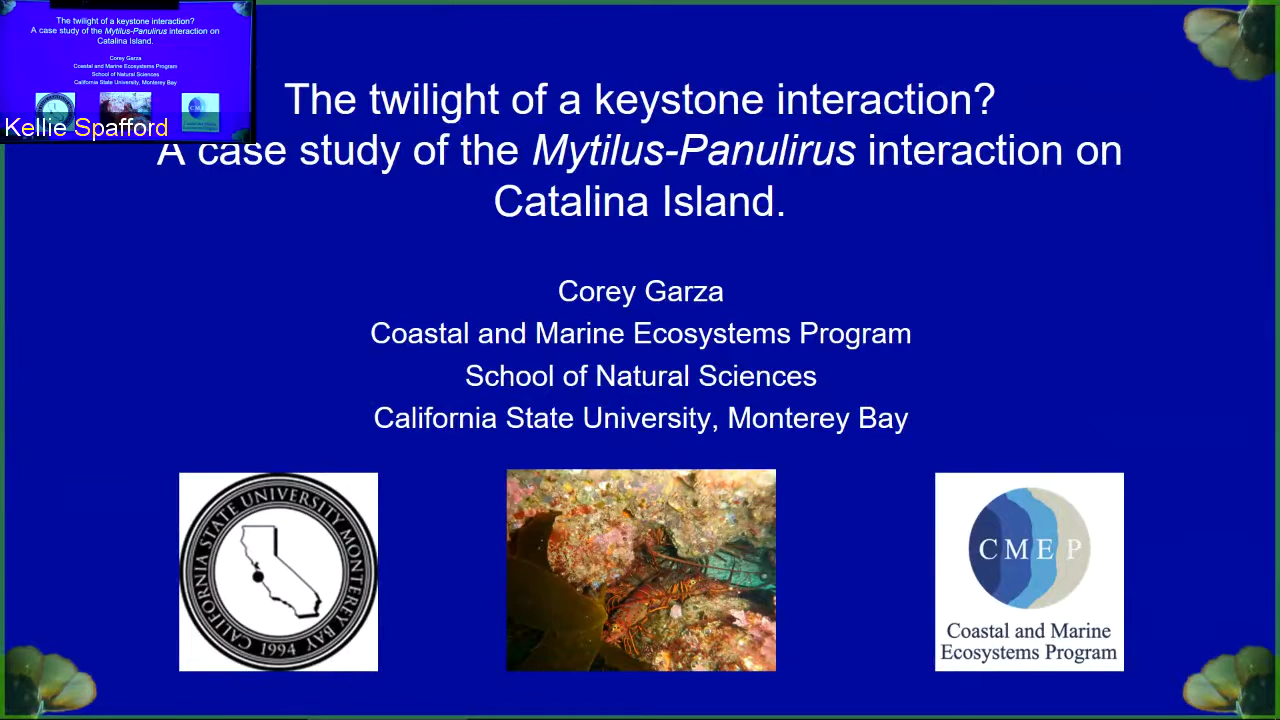 The twilight of a keystone interaction?
A case study of the Mytilus-Panulirus interaction on
Catalina Island.
Corey Garza
Coastal and Marine Ecosystems Program
School of Natural Sciences
California State University, Monterey Bay
Kellie Spafford
The twilight of a keystone interaction?
A case study of the Mytilus-Panulirus interaction on
Catalina Island.
Corey Garza
Coastal and Marine Ecosystems Program
School of Natural Sciences
California State University, Monterey Bay
CALIFORNIA STATE UNIVERSITY MONTEREY BAY
1994
CMEP
Coastal and Marine
Ecosystems Program